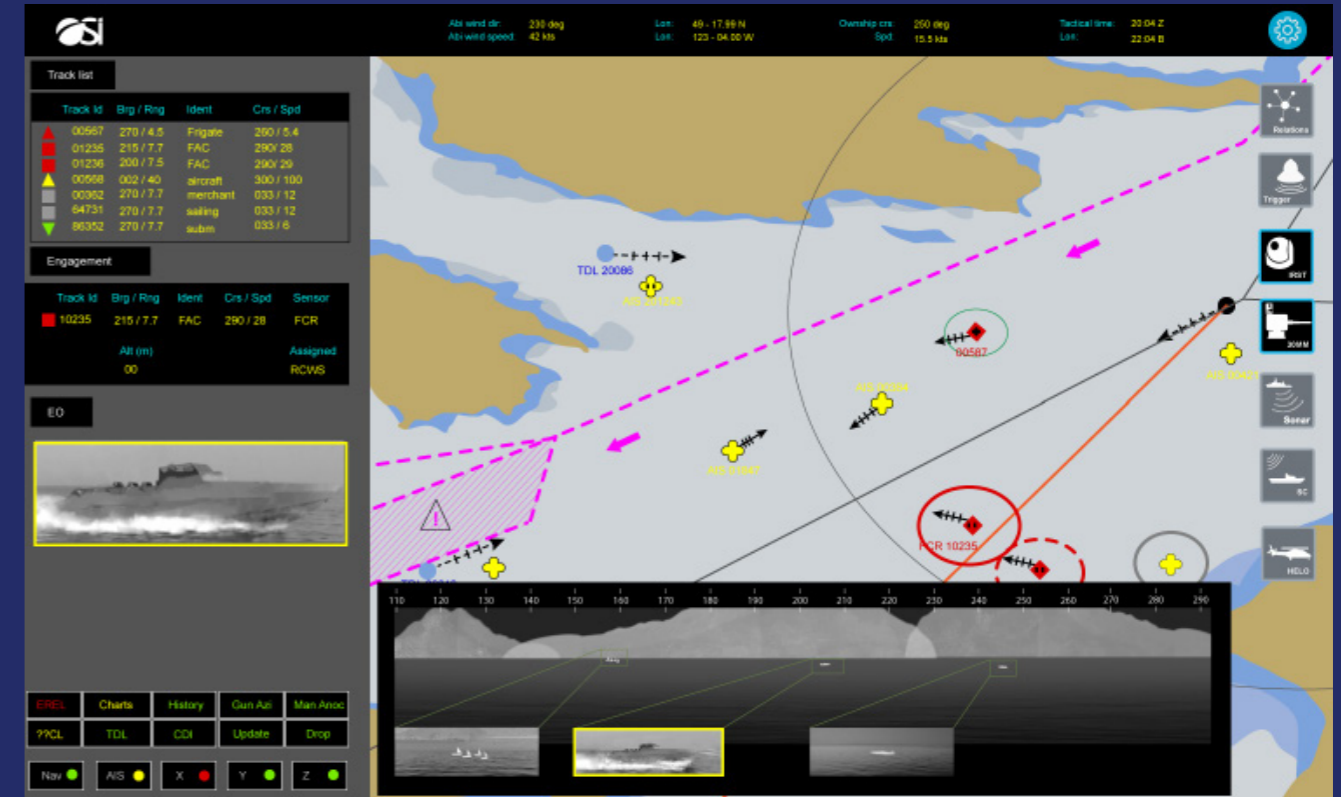 OSI
Abi wind dir: 230 deg Lon: 49 - 17.99 N Ownship crs: 250 deg Tactical time: 20:04 Z
Abi wind speed: 42 kts Lon: 123 - 04.00 W Spd: 15.5 kts Lon: 22:04 B
Track list
Track Id Brg / Rng Ident Crs / Spd
00567 270 / 4.5 Frigate 260 / 5.4
01235 215 / 7.7 FAC 290/ 28
01236 200 / 7.5 FAC 290/ 29
00568 002 / 40 aircraft 300 / 100
00362 270 / 7.7 merchant 033 / 12
64731 270 / 7.7 sailing 033 / 12
86352 270 / 7.7 subm 033 / 6
Engagement
Track Id Brg / Rng Ident Crs / Spd Sensor
10235 215 / 7.7 FAC 290 / 28 FCR
Alt (m) Assigned
00 RCWS
EO
EREL Charts History Gun Azi Man Anoc
??CL TDL CDI Update Drop
Nav AIS X Y Z
TDL 20086
00587
AIS 00394
AIS 01047
FCR 10235
!
110 120 130 140 150 160 170 180 190 200 210 220 230 240 250 260 270 280 290
Relations
Trigger
IRST
30MM
Sonar
SC
HELO